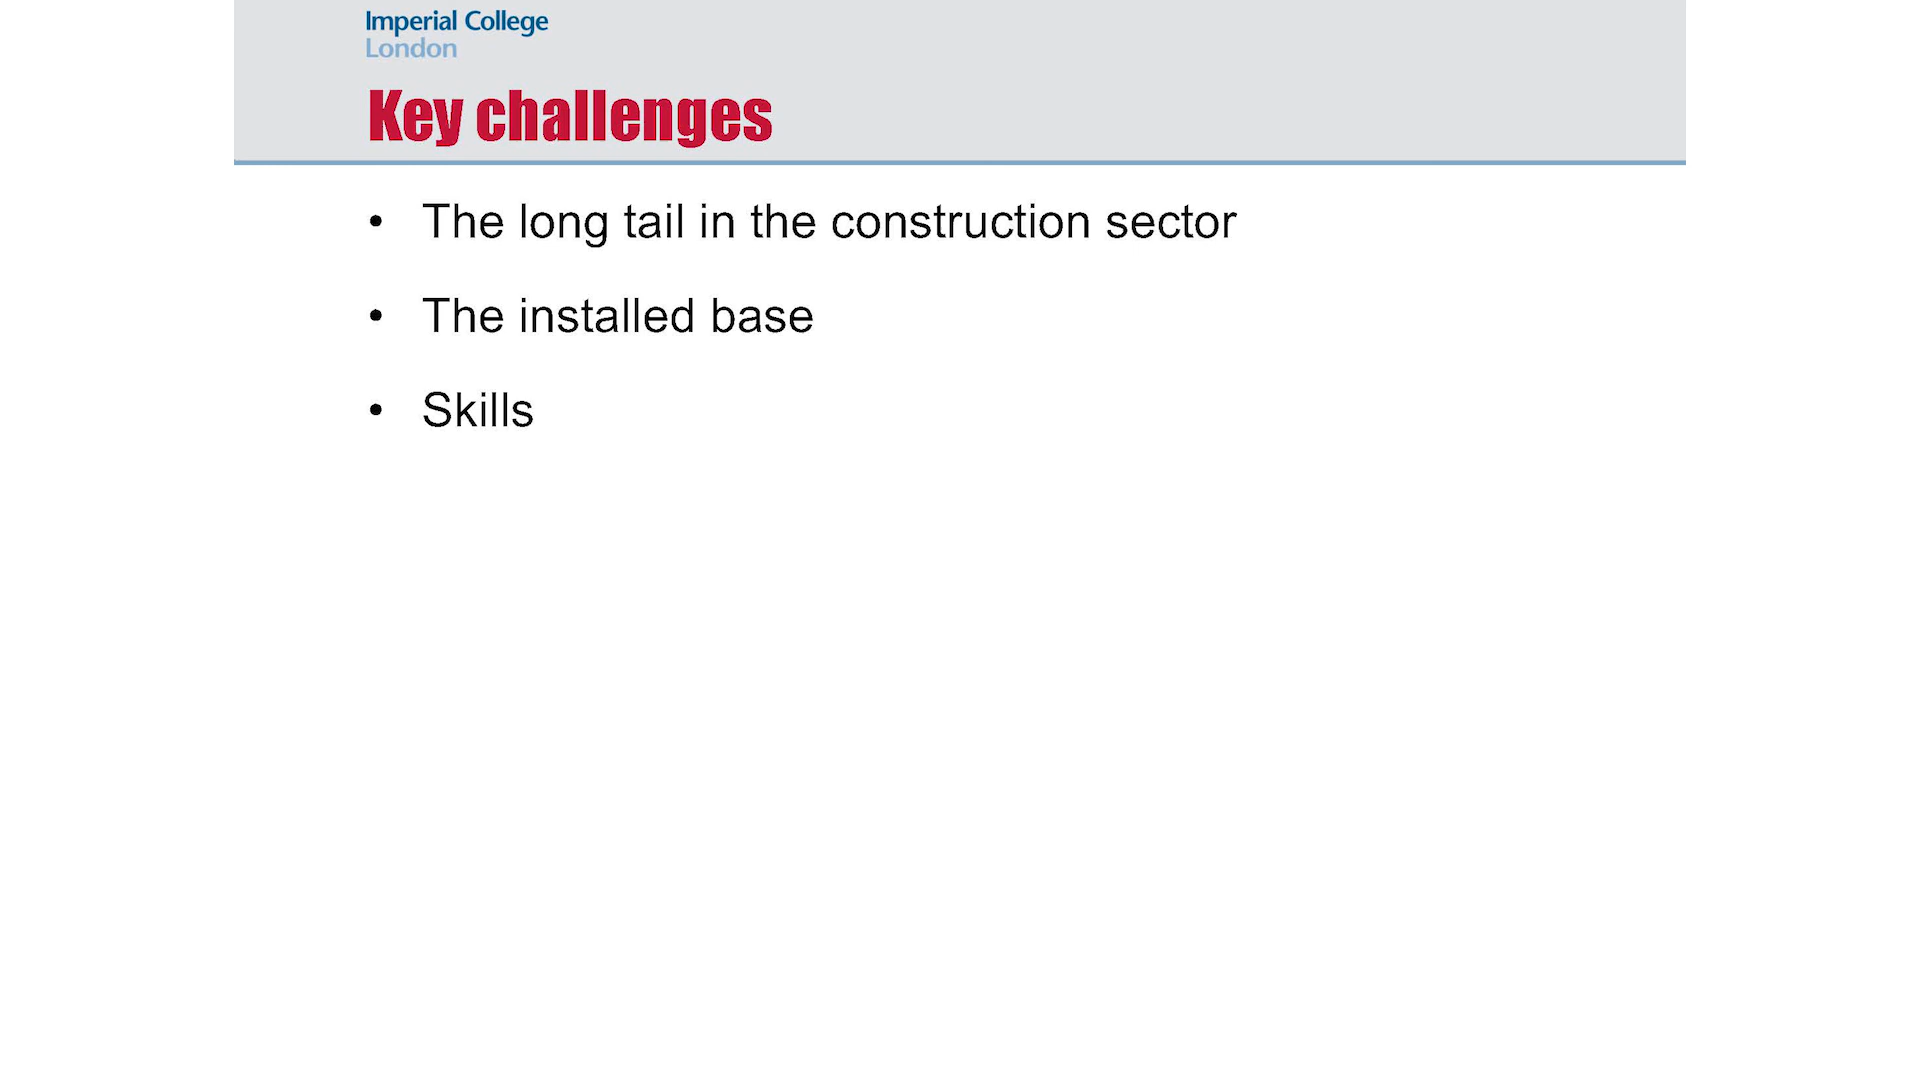 Imperial College
London
Key challenges
• The long tail in the construction sector
• The installed base
• Skills